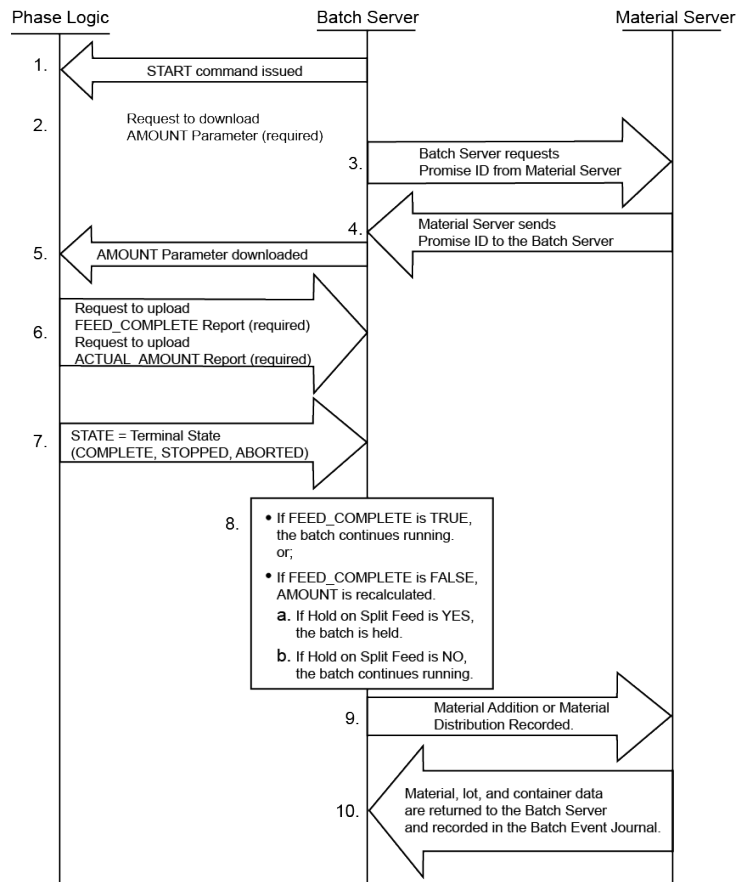 Phase Logic
Batch Server
Material Server
1.
START command issued
2.
Request to download
AMOUNT Parameter (required)
3.
Batch Server requests
Promise ID from Material Server
4.
Material Server sends
Promise ID to the Batch Server
5.
AMOUNT Parameter downloaded
6.
Request to upload
FEED_COMPLETE Report (required)
Request to upload
ACTUAL_AMOUNT Report (required)
7.
STATE = Terminal State
(COMPLETE, STOPPED, ABORTED)
8.
• If FEED_COMPLETE is TRUE,
the batch continues running.
or;
• If FEED_COMPLETE is FALSE,
AMOUNT is recalculated.
a. If Hold on Split Feed is YES,
the batch is held.
b. If Hold on Split Feed is NO,
the batch continues running.
9.
Material Addition or Material
Distribution Recorded.
10.
Material, lot, and container data
are returned to the Batch Server
and recorded in the Batch Event Journal.